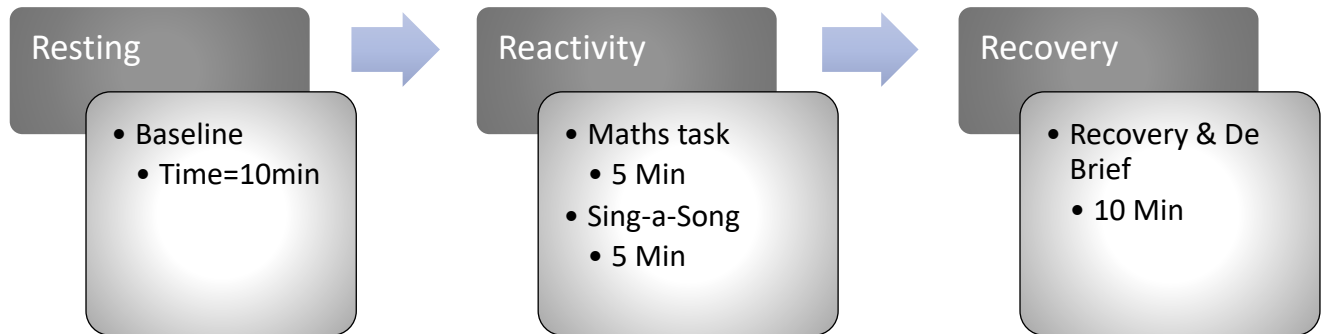 Resting
• Baseline
• Time=10min
Reactivity
• Maths task
• 5 Min
• Sing-a-Song
• 5 Min
Recovery
• Recovery & De
Brief
• 10 Min